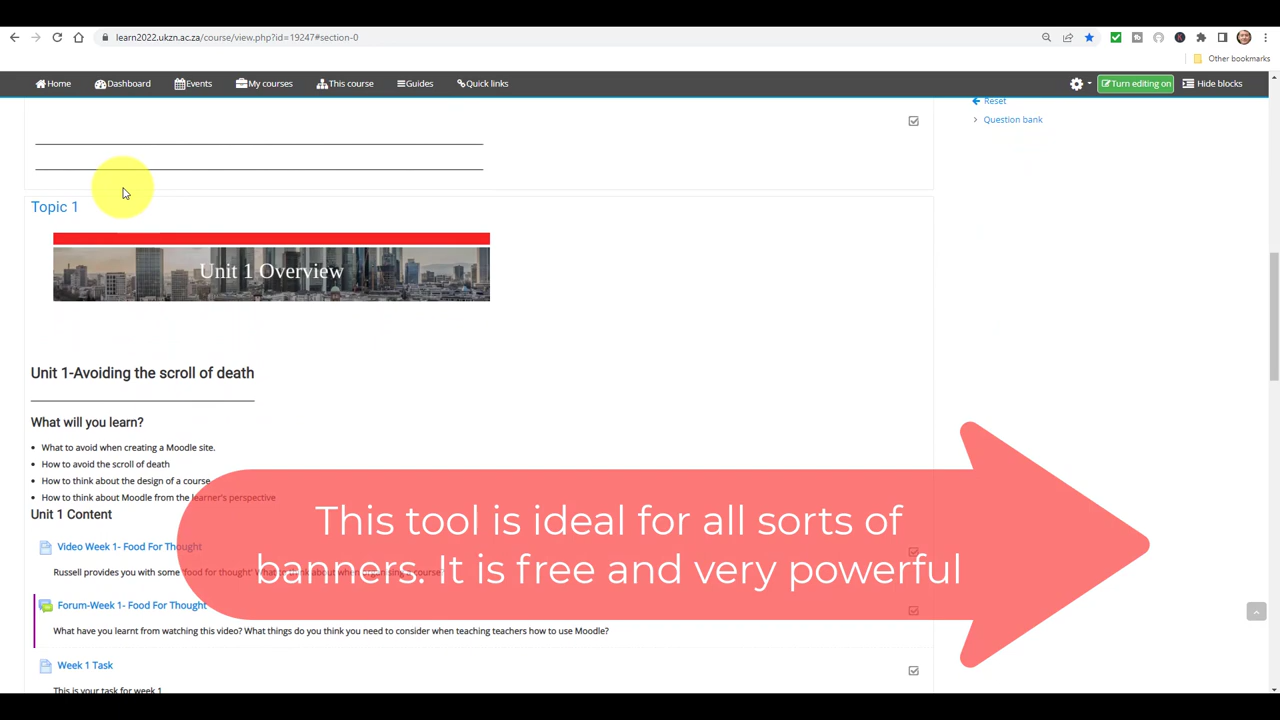 learn2022.ukzn.ac.za/course/view.php?id=19247#section-0
Other bookmarks
Home Dashboard Events My courses This course Guides Quick links Turn editing on Hide blocks
Reset
Question bank
Topic 1
Unit 1 Overview
Unit 1-Avoiding the scroll of death
What will you learn?
What to avoid when creating a Moodle site.
How to avoid the scroll of death
How to think about the design of a course
How to think about Moodle from the learner's perspective
Unit 1 Content
This tool is ideal for all sorts of
banners. It is free and very powerful
Video Week 1- Food For Thought
Russell provides you with some 'food for thought' What to think about when organising a course
Forum-Week 1- Food For Thought
What have you learnt from watching this video? What things do you think you need to consider when teaching teachers how to use Moodle?
Week 1 Task
This is your task for week 1